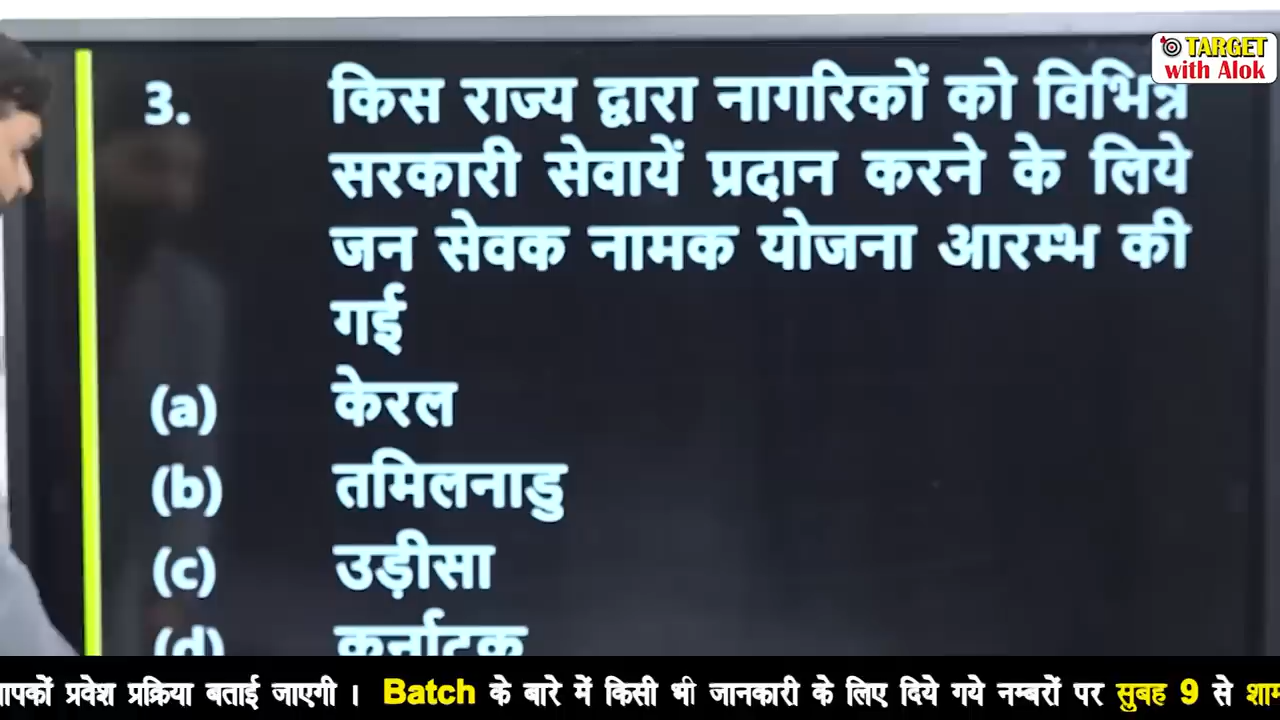 TARGET
with Alok
3. किस राज्य द्वारा नागरिकों को विभिन्न
सरकारी सेवायें प्रदान करने के लिये
जन सेवक नामक योजना आरम्भ की
गई
(a) केरल
(b) तमिलनाडु
(c) उड़ीसा
(d) कर्नाटक
प्रवेश प्रक्रिया बताई जाएगी । Batch के बारे में किसी भी जानकारी के लिए दिये गये नम्बरों पर सुबह 9 से